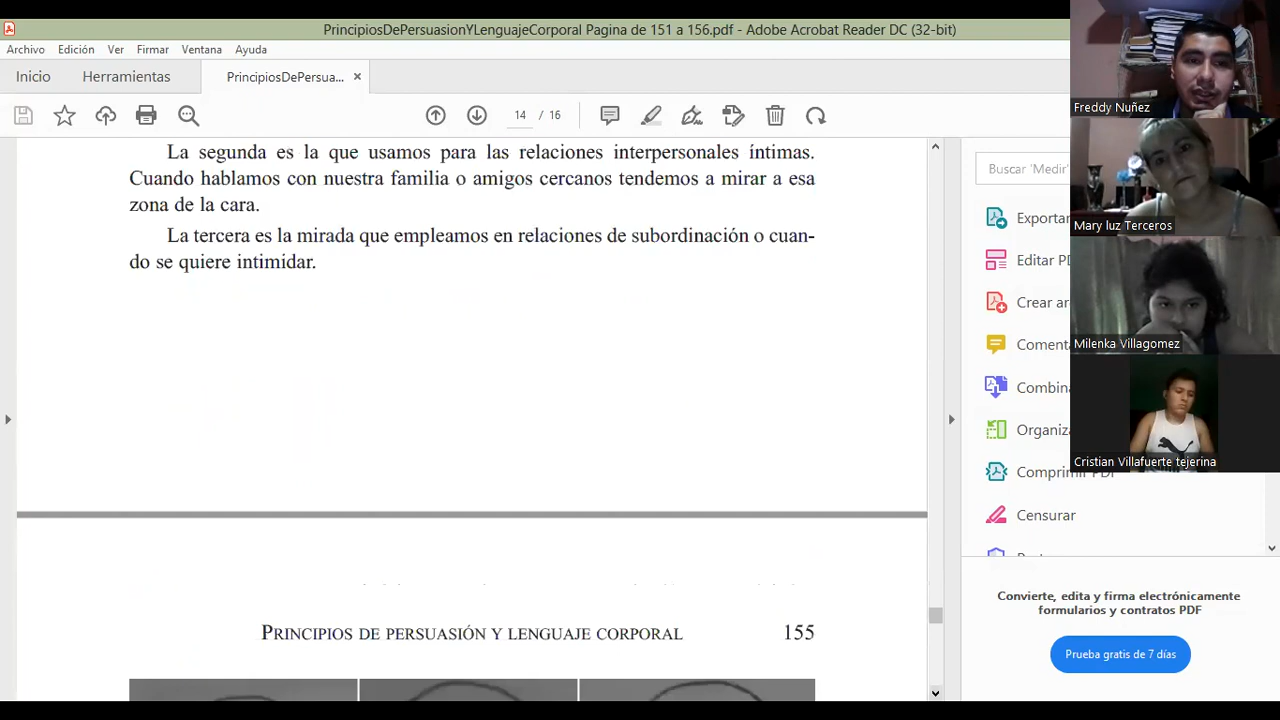 PrincipiosDePersuasionYLenguajeCorporal Pagina de 151 a 156.pdf - Adobe Acrobat Reader DC (32-bit)
Archivo Edición Ver Firmar Ventana Ayuda
Inicio Herramientas PrincipiosDePersua... ×
14 / 16
La segunda es la que usamos para las relaciones interpersonales íntimas.
Cuando hablamos con nuestra familia o amigos cercanos tendemos a mirar a esa
zona de la cara.
La tercera es la mirada que empleamos en relaciones de subordinación o cuan-
do se quiere intimidar.
PRINCIPIOS DE PERSUASIÓN Y LENGUAJE CORPORAL 155
Buscar 'Medir'
Exportar
Editar PD
Crear ar
Coment
Combina
Organiza
Comprimir PDF
Censurar
Convierte, edita y firma electrónicamente
formularios y contratos PDF
Prueba gratis de 7 días
Freddy Nuñez
Mary luz Terceros
Milenka Villagomez
Cristian Villafuerte tejerina